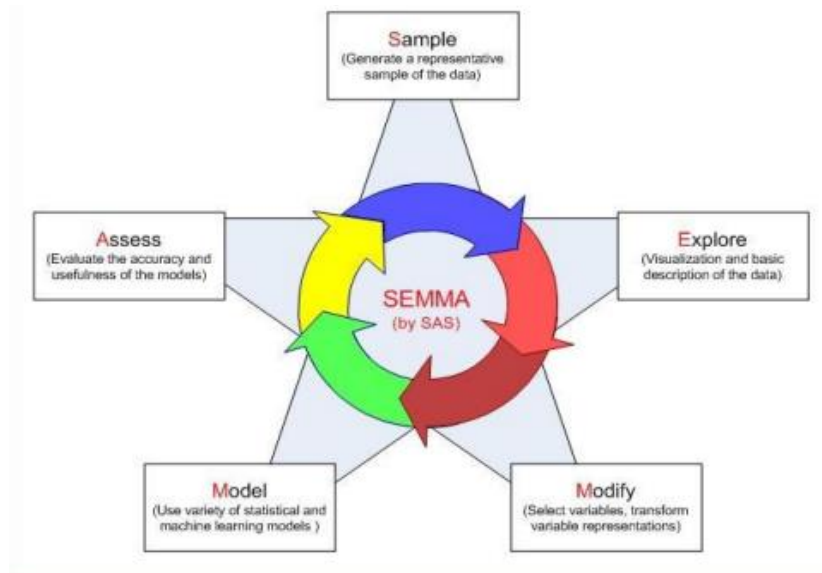 Sample
(Generate a representative
sample of the data)
Assess
(Evaluate the accuracy and
usefulness of the models)
Explore
(Visualization and basic
description of the data)
SEMMA
(by SAS)
Model
(Use variety of statistical and
machine learning models )
Modify
(Select variables, transform
variable representations)